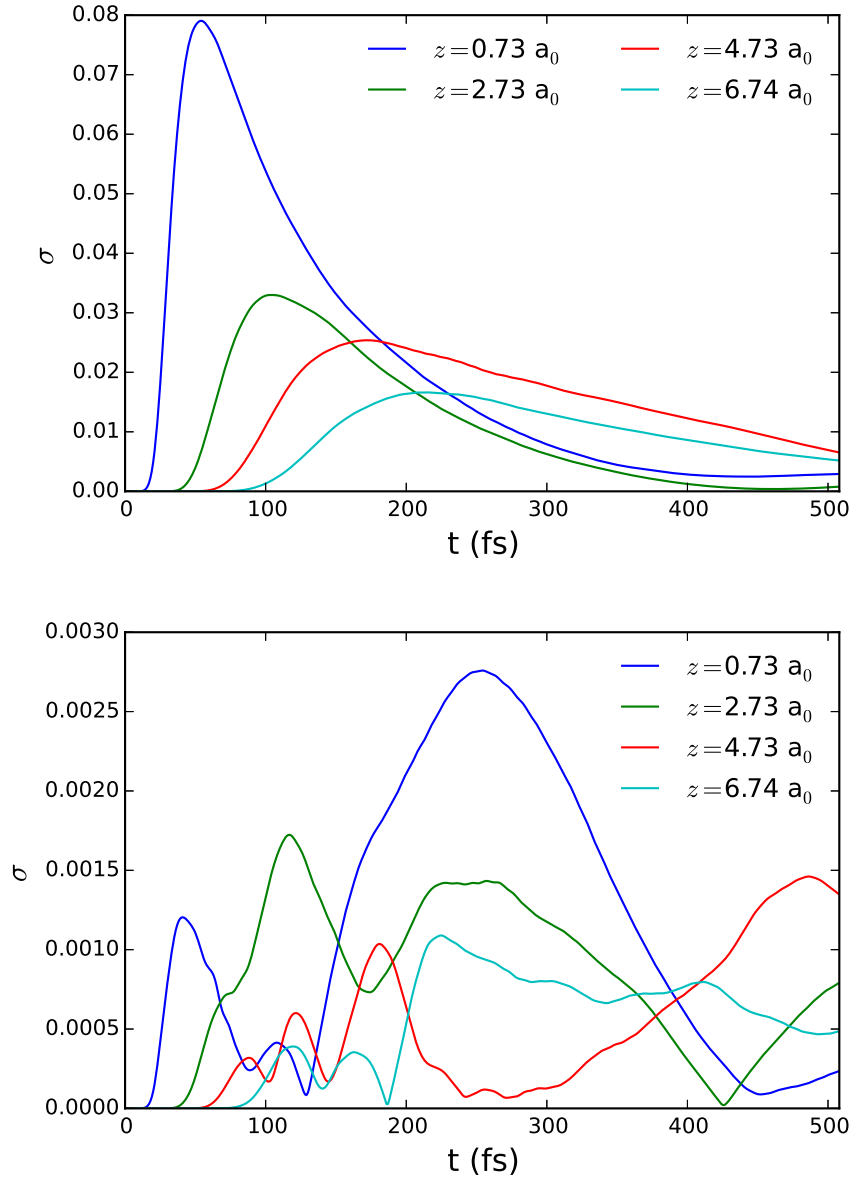 0.08
0.07
0.06
0.05
0.04
0.03
0.02
0.01
0.00
σ
z=0.73 a₀
z=2.73 a₀
z=4.73 a₀
z=6.74 a₀
0 100 200 300 400 500
t (fs)
0.0030
0.0025
0.0020
0.0015
0.0010
0.0005
0.0000
σ
z=0.73 a₀
z=2.73 a₀
z=4.73 a₀
z=6.74 a₀
0 100 200 300 400 500
t (fs)